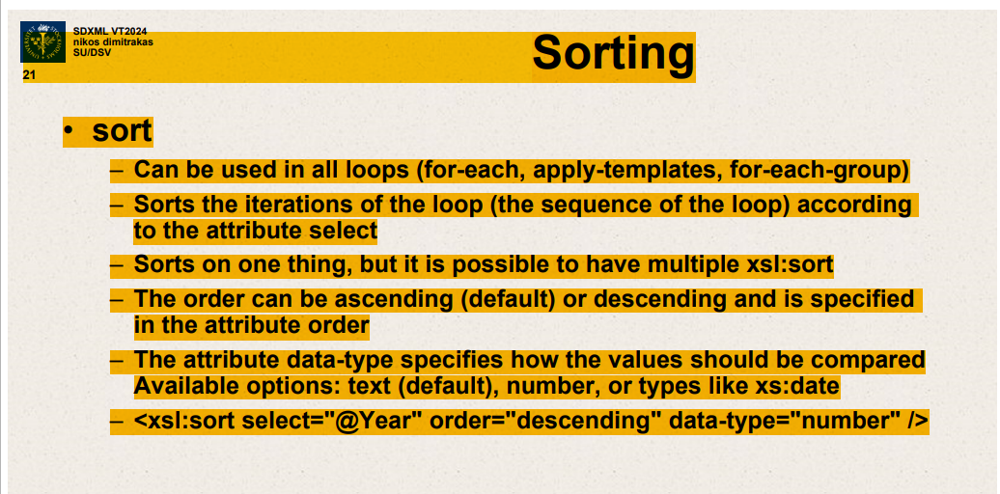 SDXML VT2024
nikos dimitrakas
SU/DSV
21
Sorting
• sort
– Can be used in all loops (for-each, apply-templates, for-each-group)
– Sorts the iterations of the loop (the sequence of the loop) according
to the attribute select
– Sorts on one thing, but it is possible to have multiple xsl:sort
– The order can be ascending (default) or descending and is specified
in the attribute order
– The attribute data-type specifies how the values should be compared
Available options: text (default), number, or types like xs:date
– <xsl:sort select="@Year" order="descending" data-type="number" />